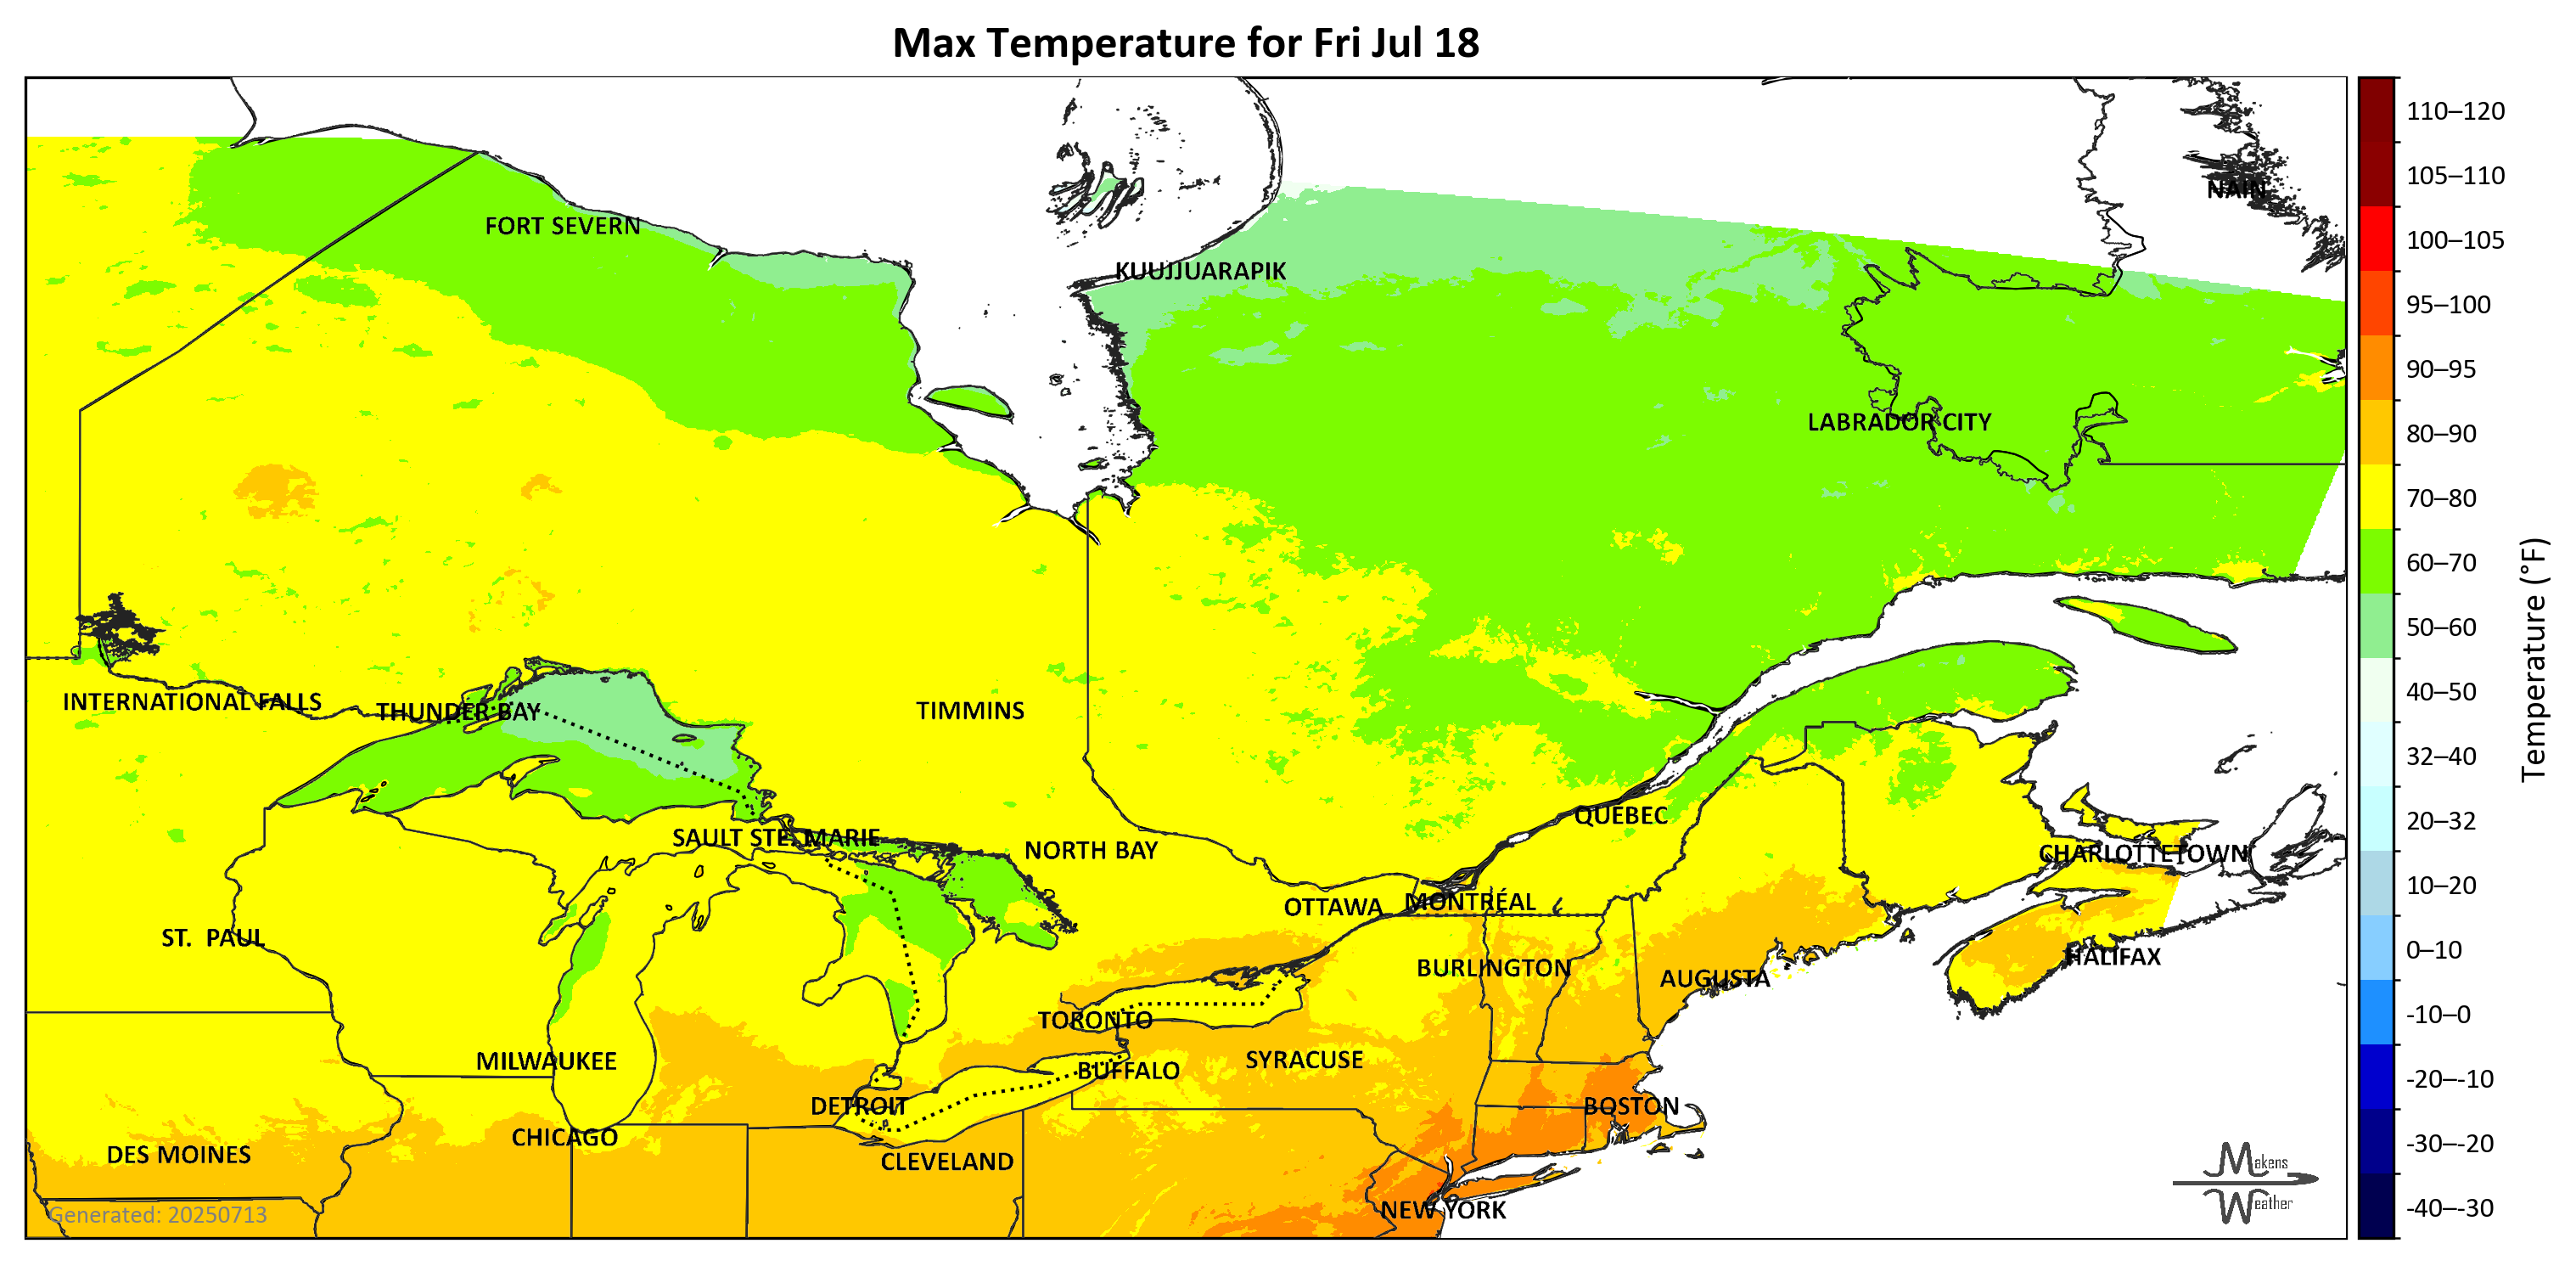 Max Temperature for Fri Jul 18
110–120
105–110
NAIN
FORT SEVERN
100–105
KUUJJUARAPIK
95–100
90–95
LABRADOR CITY
80–90
70–80
60–70
Temperature (°F)
50–60
40–50
INTERNATIONAL FALLS
THUNDER BAY
TIMMINS
32–40
QUEBEC
20–32
SAULT STE. MARIE
NORTH BAY
CHARLOTTETOWN
10–20
OTTAWA
MONTRÉAL
ST.  PAUL
0–10
HALIFAX
BURLINGTON
AUGUSTA
-10–0
TORONTO
MILWAUKEE
SYRACUSE
BUFFALO
-20–-10
DETROIT
BOSTON
CHICAGO
-30–-20
DES MOINES
CLEVELAND
Makens
Weather
NEW YORK
-40–-30
Generated: 20250713